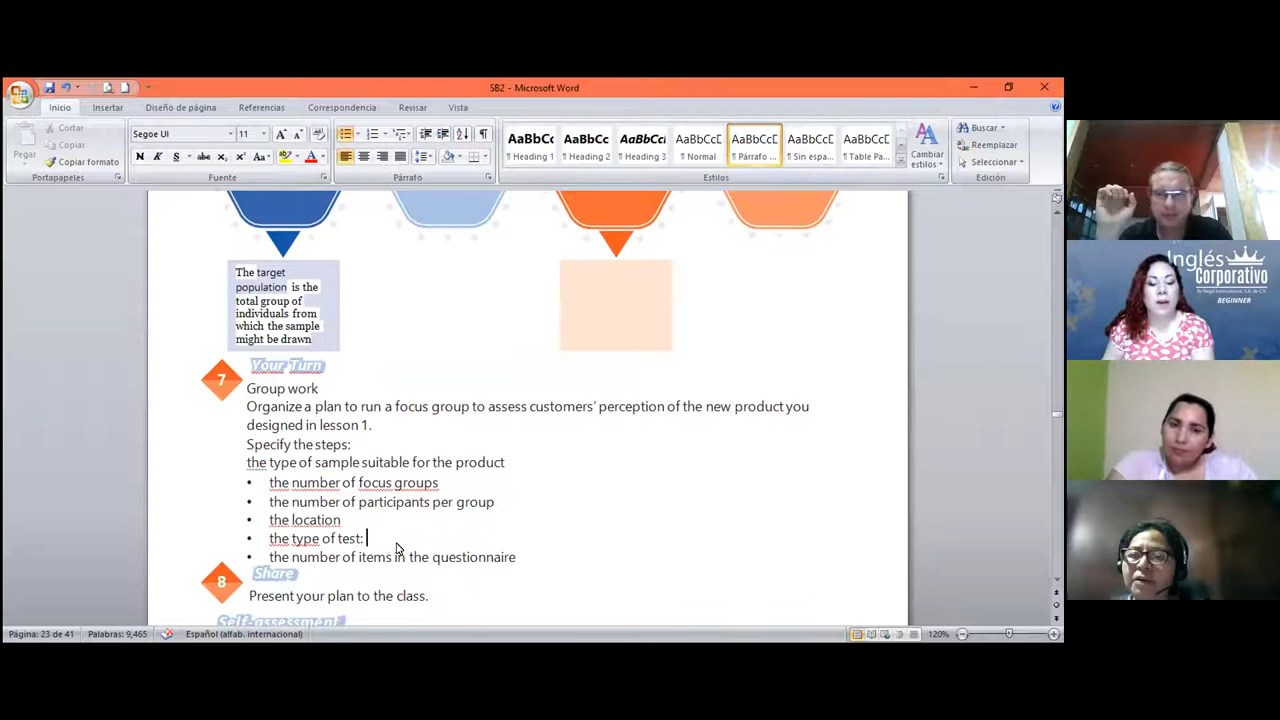 SB2 - Microsoft Word
Inicio
Insertar
Diseño de página
Referencias
Correspondencia
Revisar
Vista
Pegar
Cortar
Copiar
Copiar formato
Portapapeles
Segoe UI
11
Fuente
Párrafo
AaBbCc
Heading 1
AaBbCc
Heading 2
AaBbCc
Heading 3
AaBbCcD
Normal
AaBbCcD
Párrafo ...
AaBbCcD
Sin espa...
AaBbCcD
Table Pa...
Cambiar
estilos
Estilos
Buscar
Reemplazar
Seleccionar
Edición
The target
population is the
total group of
individuals from
which the sample
might be drawn
7
Your Turn
Group work
Organize a plan to run a focus group to assess customers' perception of the new product you
designed in lesson 1.
Specify the steps:
the type of sample suitable for the product
• the number of focus groups
• the number of participants per group
• the location
• the type of test:
• the number of items in the questionnaire
8
Share
Present your plan to the class.
Self-assessment
Página: 23 de 41
Palabras: 9,465
Español (alfab. internacional)
120%
Inglés
Corporativo
BEGINNER